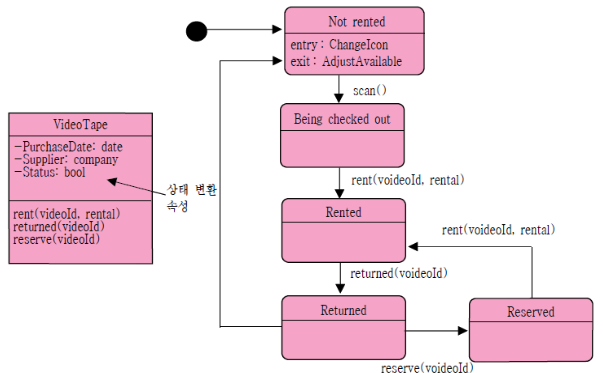 Not rented
entry : ChangeIcon
exit : AdjustAvailable
scan()
Being checked out
rent(voideoId, rental)
VideoTape
-PurchaseDate: date
-Supplier: company
-Status: bool
rent(videoId, rental)
returned(videoId)
reserve(videoId)
상태 변환
속성
Rented
rent(voideoId, rental)
returned(voideoId)
Returned
Reserved
reserve(voideoId)